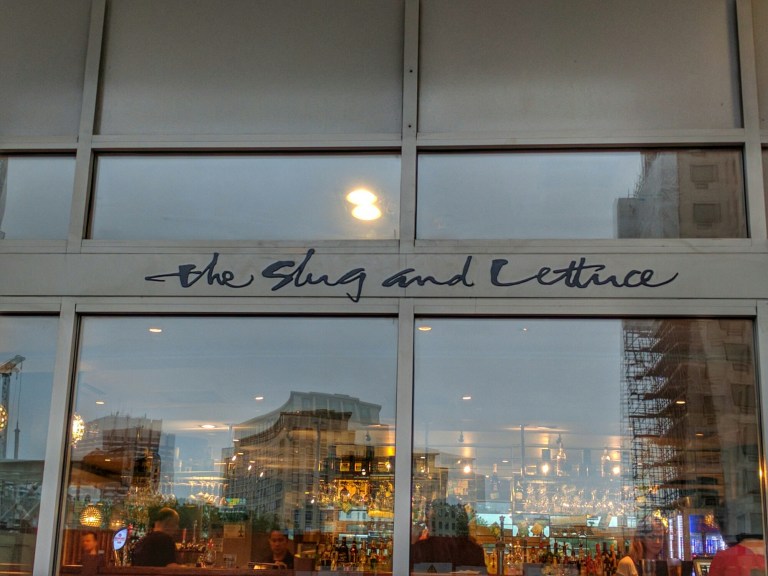 the Slug and Lettuce